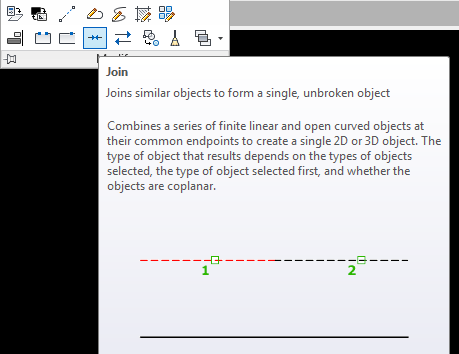 Join
Joins similar objects to form a single, unbroken object
Combines a series of finite linear and open curved objects at
their common endpoints to create a single 2D or 3D object. The
type of object that results depends on the types of objects
selected, the type of object selected first, and whether the
objects are coplanar.
1 2